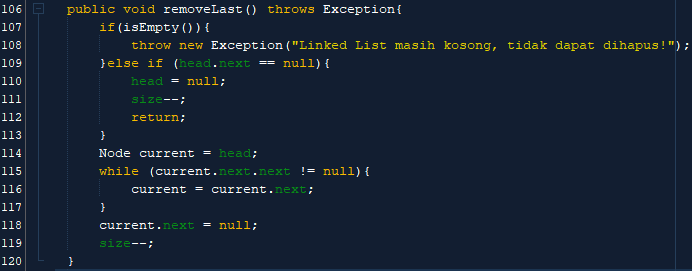 106 public void removeLast() throws Exception{
107 if(isEmpty()){
108 throw new Exception("Linked List masih kosong, tidak dapat dihapus!");
109 }else if (head.next == null){
110 head = null;
111 size--;
112 return;
113 }
114 Node current = head;
115 while (current.next.next != null){
116 current = current.next;
117 }
118 current.next = null;
119 size--;
120 }